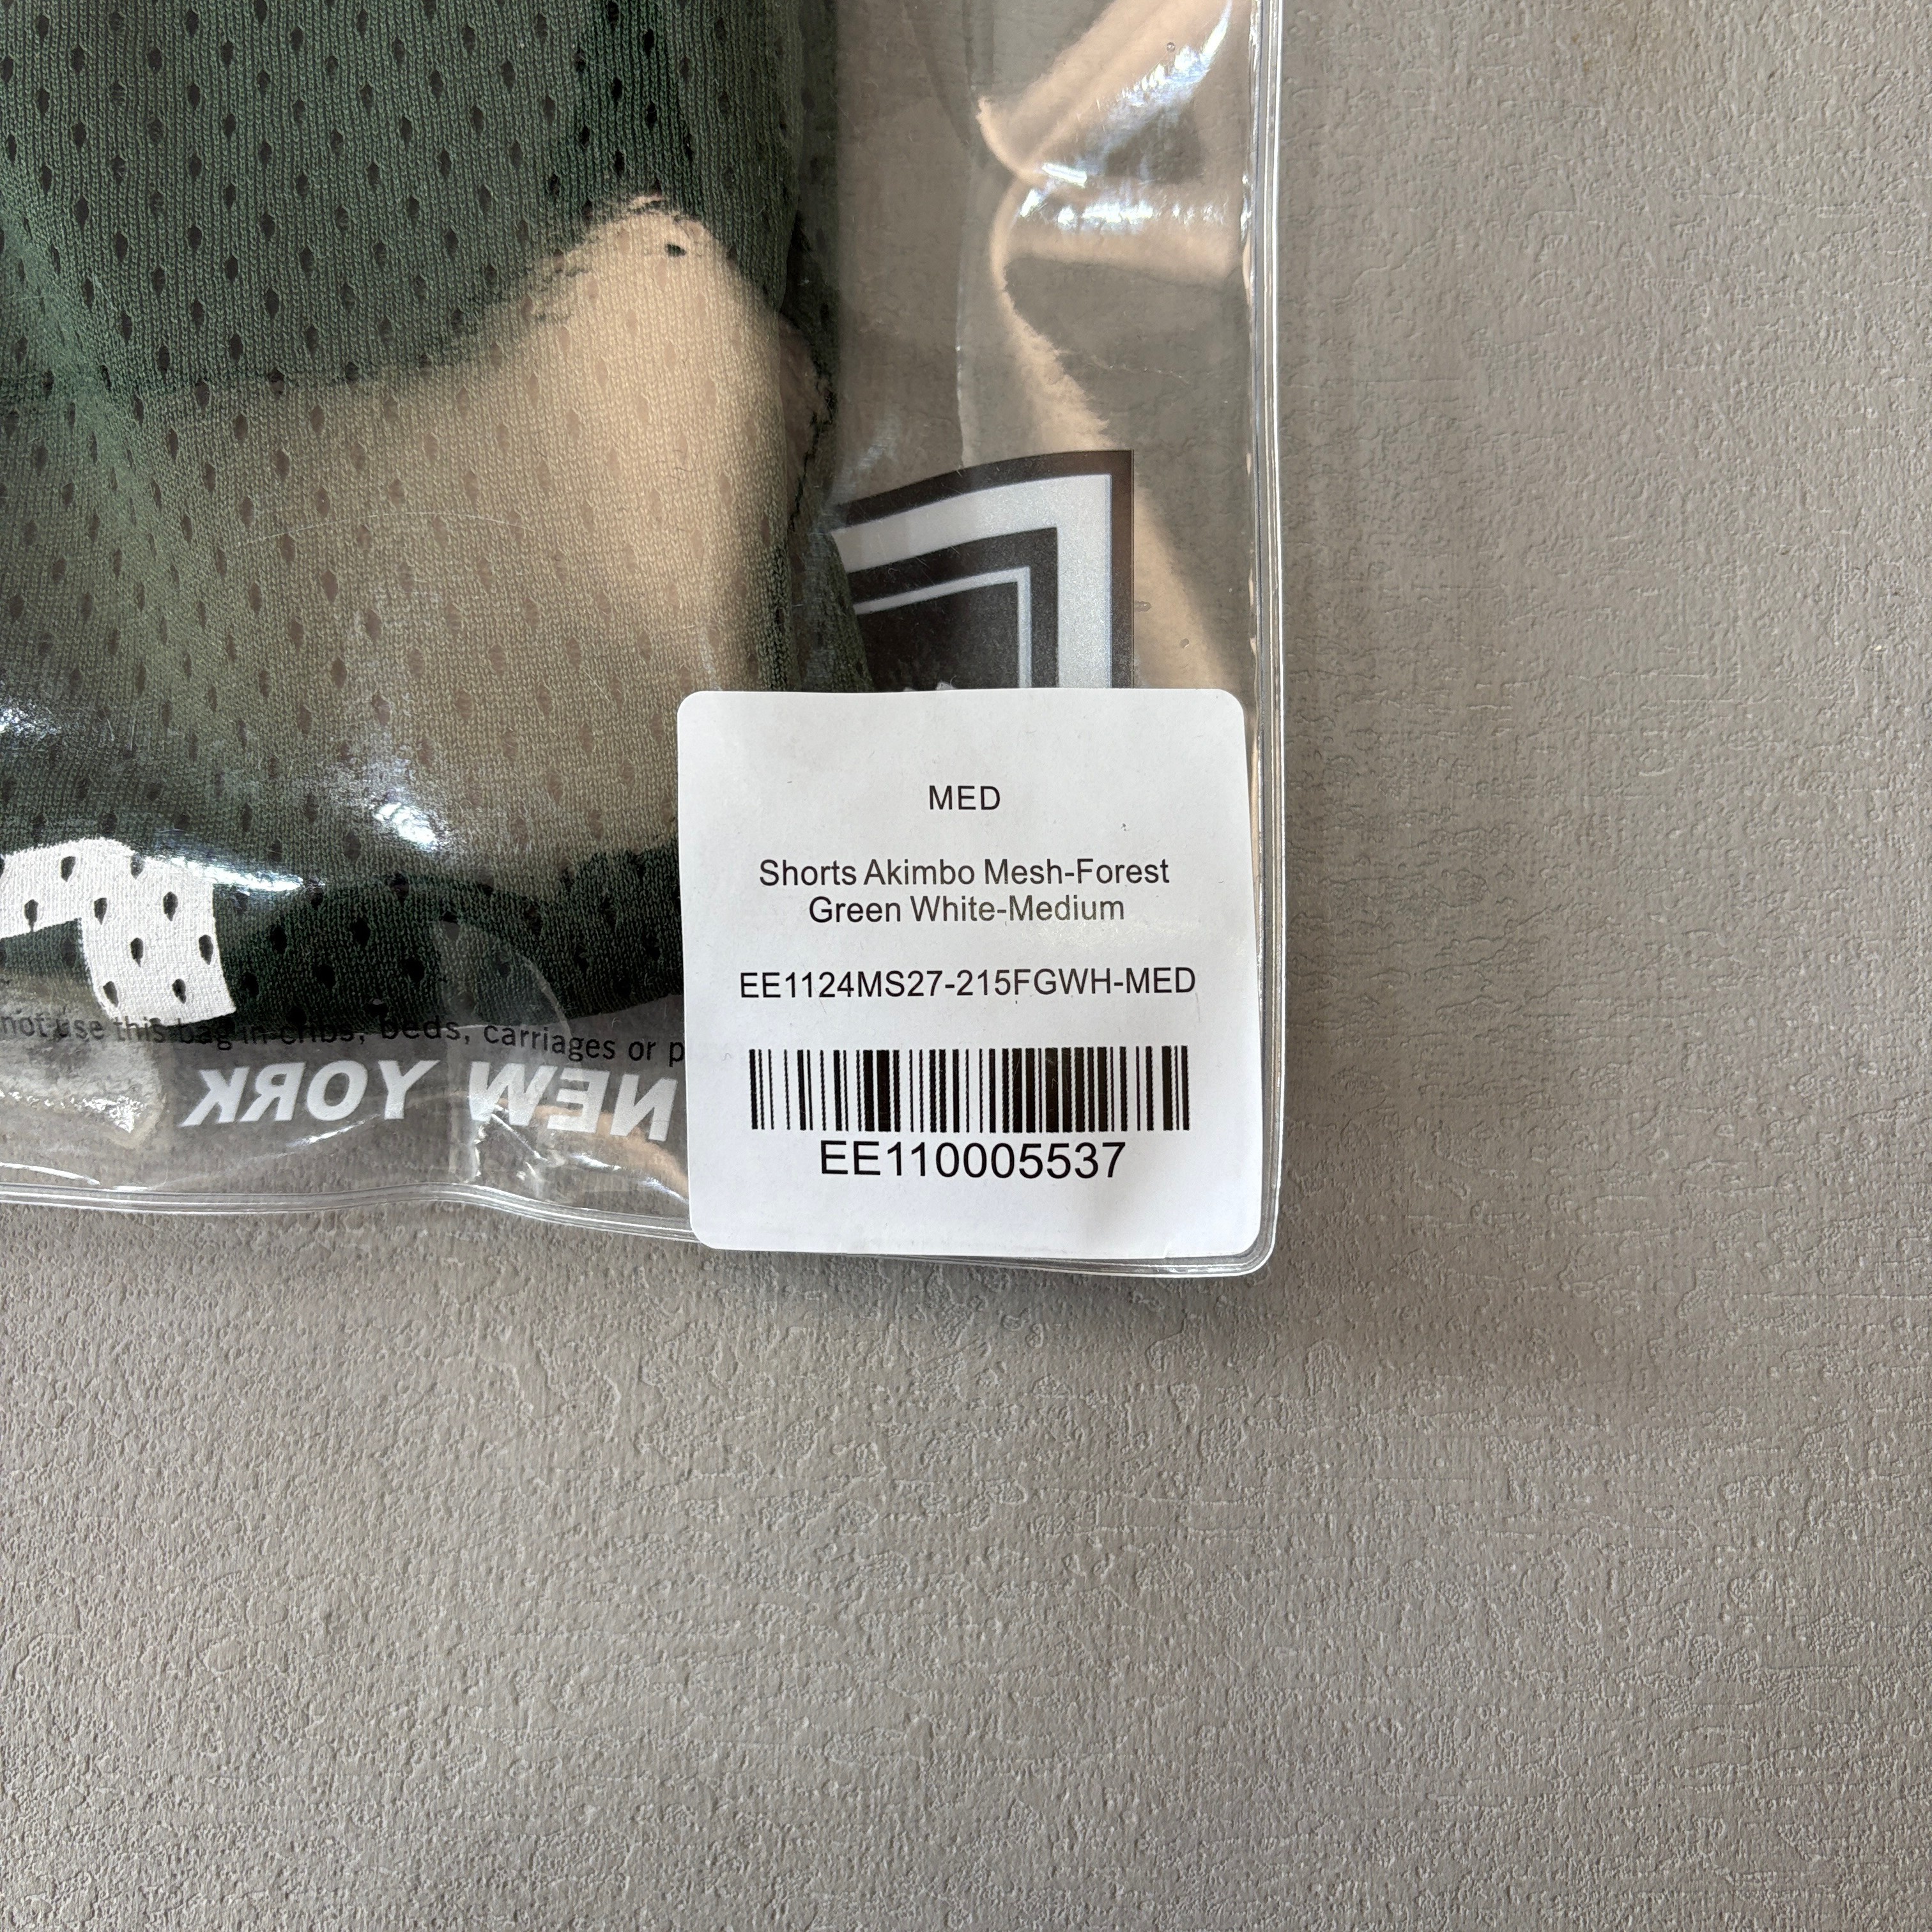 MED
Shorts Akimbo Mesh-Forest
Green White-Medium
EE1124MS27-215FGWH-MED
EE110005537
not use this bag in cribs, beds, carriages or
NEW YORK